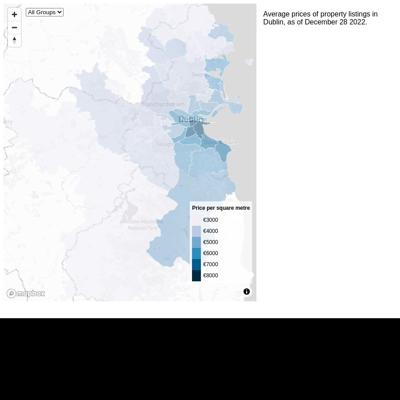 All Groups
Average prices of property listings in
Dublin, as of December 28 2022.
Dublin
Price per square metre
€3000
€4000
€5000
€6000
€7000
€8000
mapbox